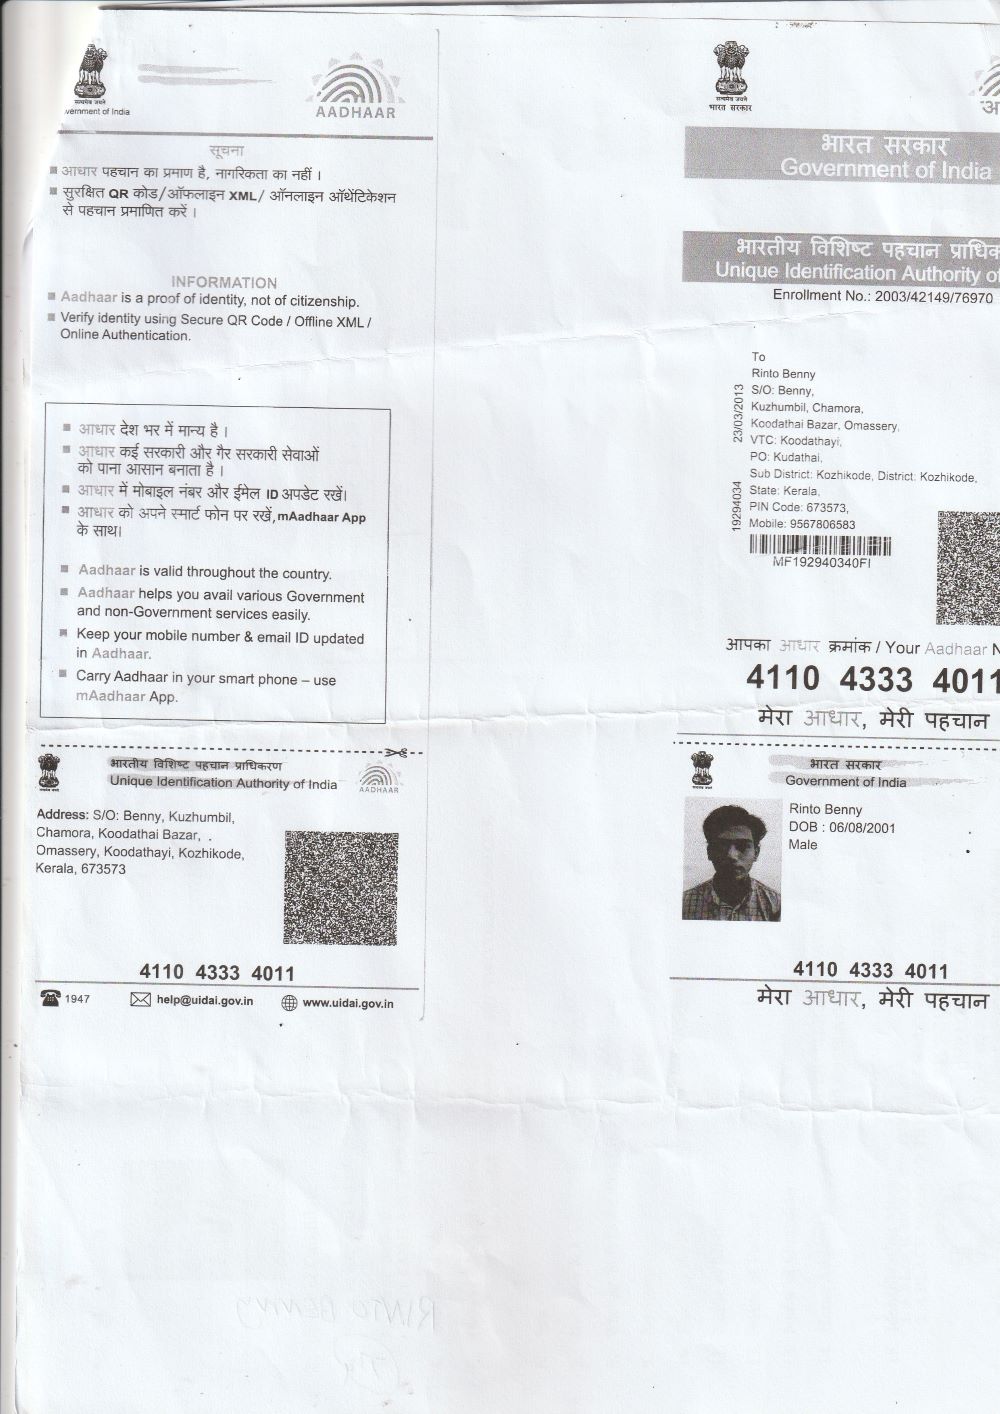 सत्यमेव जयते
vernment of India
AADHAAR
सूचना
आधार पहचान का प्रमाण है, नागरिकता का नहीं ।
सुरक्षित QR कोड/ऑफलाइन XML/ ऑनलाइन ऑथेंटिकेशन
से पहचान प्रमाणित करें ।
INFORMATION
Aadhaar is a proof of identity, not of citizenship.
Verify identity using Secure QR Code / Offline XML /
Online Authentication.
आधार देश भर में मान्य है ।
आधार कई सरकारी और गैर सरकारी सेवाओं
को पाना आसान बनाता है ।
आधार में मोबाइल नंबर और ईमेल ID अपडेट रखें।
आधार को अपने स्मार्ट फोन पर रखें, mAadhaar App
के साथ।
Aadhaar is valid throughout the country.
Aadhaar helps you avail various Government
and non-Government services easily.
Keep your mobile number & email ID updated
in Aadhaar.
Carry Aadhaar in your smart phone – use
mAadhaar App.
भारतीय विशिष्ट पहचान प्राधिकरण
Unique Identification Authority of India
AADHAAR
Address: S/O: Benny, Kuzhumbil,
Chamora, Koodathai Bazar,
Omassery, Koodathayi, Kozhikode,
Kerala, 673573
4110 4333 4011
1947
help@uidai.gov.in
www.uidai.gov.in
सत्यमेव जयते
भारत सरकार
भारत सरकार
Government of India
भारतीय विशिष्ट पहचान प्राधिक
Unique Identification Authority of
Enrollment No.: 2003/42149/76970
To
Rinto Benny
S/O: Benny,
Kuzhumbil, Chamora,
Koodathai Bazar, Omassery,
VTC: Koodathayi,
PO: Kudathai,
Sub District: Kozhikode, District: Kozhikode,
State: Kerala,
PIN Code: 673573,
Mobile: 9567806583
23/03/2013
19294034
MF192940340FI
आपका आधार क्रमांक / Your Aadhaar N
4110 4333 4011
मेरा आधार, मेरी पहचान
भारत सरकार
Government of India
Rinto Benny
DOB : 06/08/2001
Male
4110 4333 4011
मेरा आधार, मेरी पहचान
RINTO BENNY